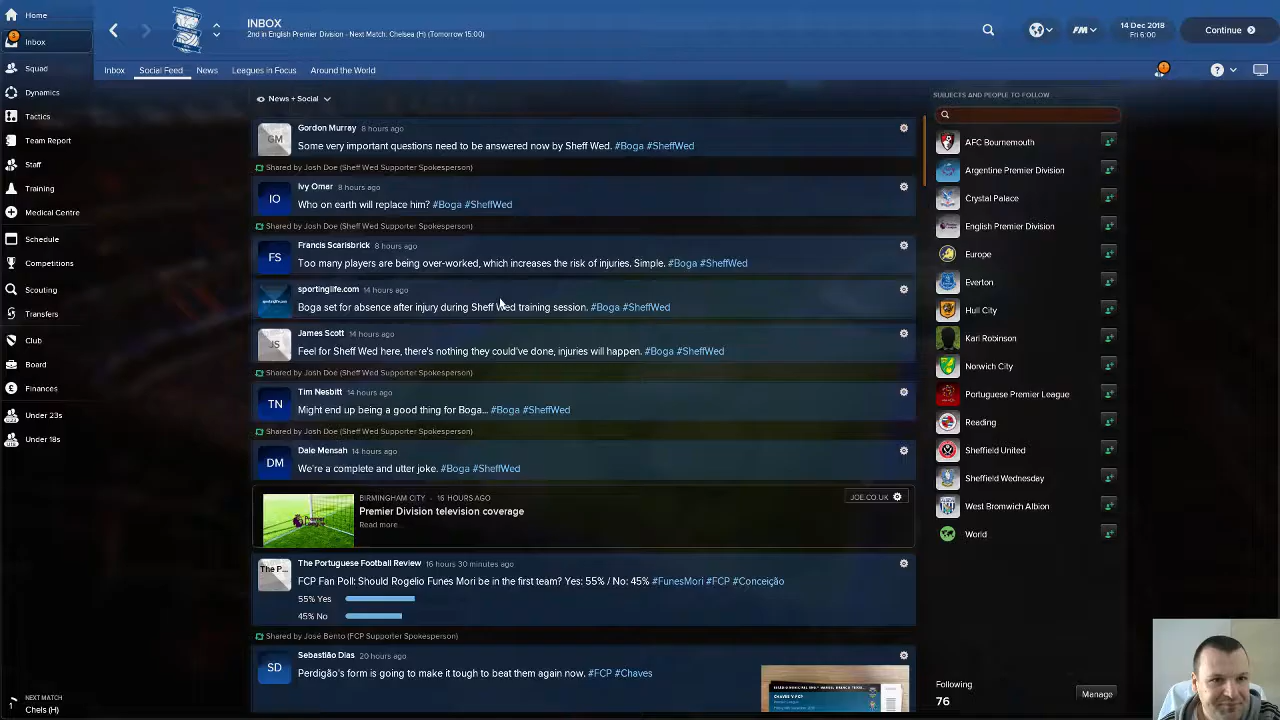 Home
INBOX
2nd in English Premier Division - Next Match: Chelsea (H) (Tomorrow 15:00)
FM
14 Dec 2018
Fri 6:00
Continue
Inbox
Squad
Dynamics
Tactics
Team Report
Staff
Training
Medical Centre
Schedule
Competitions
Scouting
Transfers
Club
Board
Finances
Under 23s
Under 18s
NEXT MATCH
Chels (H)
Inbox Social Feed News Leagues in Focus Around the World
News + Social
GM
Gordon Murray 8 hours ago
Some very important questions need to be answered now by Sheff Wed. #Boga #SheffWed
Shared by Josh Doe (Sheff Wed Supporter Spokesperson)
IO
Ivy Omar 8 hours ago
Who on earth will replace him? #Boga #SheffWed
Shared by Josh Doe (Sheff Wed Supporter Spokesperson)
FS
Francis Scarisbrick 8 hours ago
Too many players are being over-worked, which increases the risk of injuries. Simple. #Boga #SheffWed
sportinglife.com 14 hours ago
Boga set for absence after injury during Sheff Wed training session. #Boga #SheffWed
JS
James Scott 14 hours ago
Feel for Sheff Wed here, there's nothing they could've done, injuries will happen. #Boga #SheffWed
Shared by Josh Doe (Sheff Wed Supporter Spokesperson)
TN
Tim Nesbitt 14 hours ago
Might end up being a good thing for Boga... #Boga #SheffWed
Shared by Josh Doe (Sheff Wed Supporter Spokesperson)
DM
Dale Mensah 14 hours ago
We're a complete and utter joke. #Boga #SheffWed
BIRMINGHAM CITY - 16 HOURS AGO
JOE.CO.UK
Premier Division television coverage
Read more...
The P...
The Portuguese Football Review 16 hours 30 minutes ago
FCP Fan Poll: Should Rogelio Funes Mori be in the first team? Yes: 55% / No: 45% #FunesMori #FCP #Conceição
55% Yes
45% No
Shared by José Bento (FCP Supporter Spokesperson)
SD
Sebastião Dias 20 hours ago
Perdigão's form is going to make it tough to beat them again now. #FCP #Chaves
CHAVES V FCP
SUBJECTS AND PEOPLE TO FOLLOW
AFC Bournemouth
Argentine Premier Division
Crystal Palace
English Premier Division
Europe
Everton
Hull City
Karl Robinson
Norwich City
Portuguese Premier League
Reading
Sheffield United
Sheffield Wednesday
West Bromwich Albion
World
Following
76
Manage